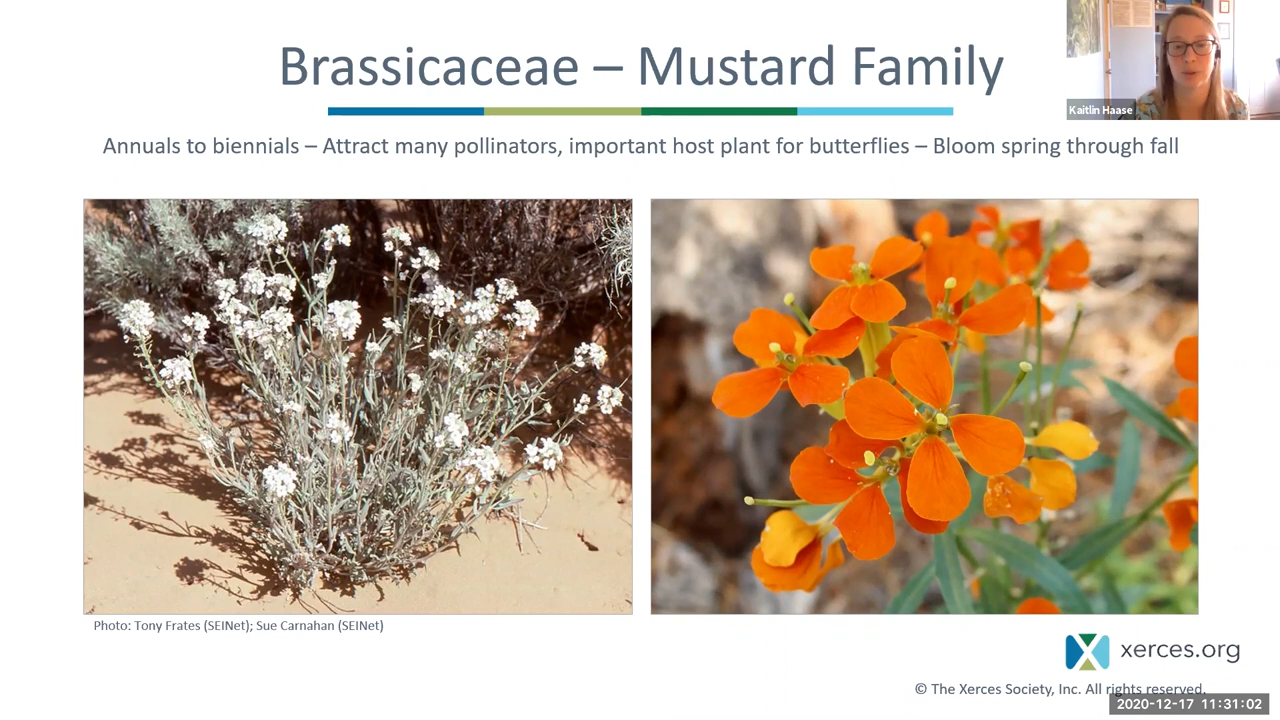 Brassicaceae – Mustard Family
Kaitlin Haase
Annuals to biennials – Attract many pollinators, important host plant for butterflies – Bloom spring through fall
Photo: Tony Frates (SEINet); Sue Carnahan (SEINet)
xerces.org
© The Xerces Society, Inc. All rights reserved.
2020-12-17 11:31:02